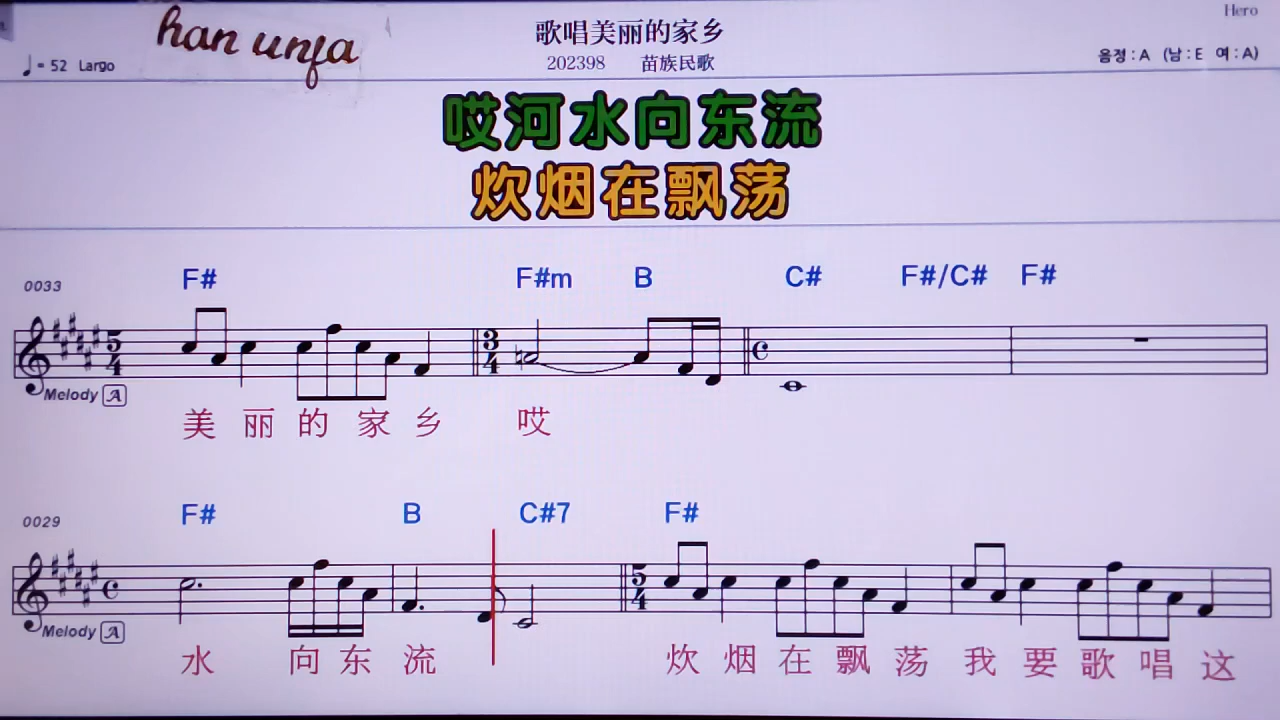 Hero
han unfa
歌唱美丽的家乡
♩= 52 Largo
202398 苗族民歌
음정 : A (남 : E 여 : A)
哎河水向东流
炊烟在飘荡
0033
F# F#m B C# F#/C# F#
5/4 3/4 C
Melody A
美 丽 的 家 乡 哎
0029
F# B C#7 F#
C 5/4
Melody A
水 向 东 流 炊 烟 在 飘 荡 我 要 歌 唱 这